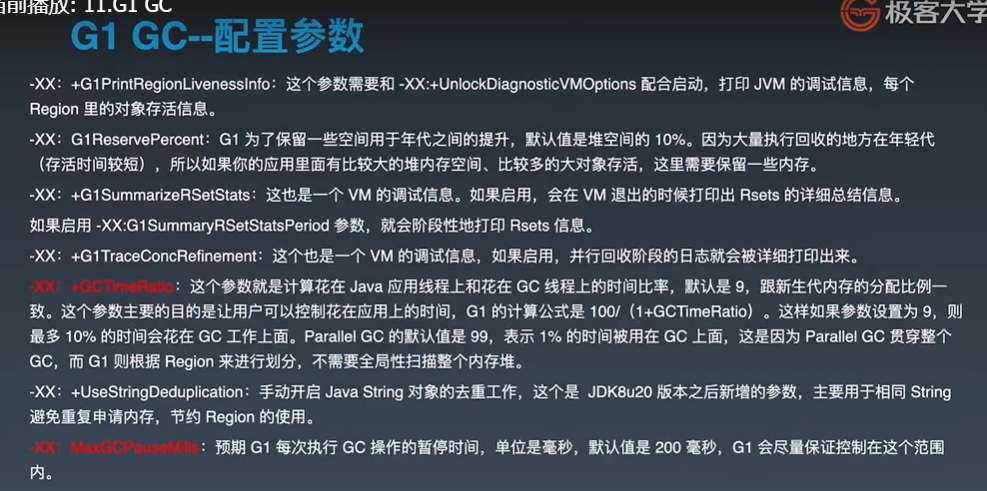 当前播放: 11.G1 GC
极客大学
G1 GC--配置参数
-XX：+G1PrintRegionLivenessInfo：这个参数需要和 -XX:+UnlockDiagnosticVMOptions 配合启动，打印 JVM 的调试信息，每个
Region 里的对象存活信息。
-XX：G1ReservePercent：G1 为了保留一些空间用于年代之间的提升，默认值是堆空间的 10%。因为大量执行回收的地方在年轻代
（存活时间较短），所以如果你的应用里面有比较大的堆内存空间、比较多的大对象存活，这里需要保留一些内存。
-XX：+G1SummarizeRSetStats：这也是一个 VM 的调试信息。如果启用，会在 VM 退出的时候打印出 Rsets 的详细总结信息。
如果启用 -XX:G1SummaryRSetStatsPeriod 参数，就会阶段性地打印 Rsets 信息。
-XX：+G1TraceConcRefinement：这个也是一个 VM 的调试信息，如果启用，并行回收阶段的日志就会被详细打印出来。
-XX：+GCTimeRatio：这个参数就是计算花在 Java 应用线程上和花在 GC 线程上的时间比率，默认是 9，跟新生代内存的分配比例一
致。这个参数主要的目的是让用户可以控制花在应用上的时间，G1 的计算公式是 100/（1+GCTimeRatio）。这样如果参数设置为 9，则
最多 10% 的时间会花在 GC 工作上面。Parallel GC 的默认值是 99，表示 1% 的时间被用在 GC 上面，这是因为 Parallel GC 贯穿整个
GC，而 G1 则根据 Region 来进行划分，不需要全局性扫描整个内存堆。
-XX：+UseStringDeduplication：手动开启 Java String 对象的去重工作，这个是 JDK8u20 版本之后新增的参数，主要用于相同 String
避免重复申请内存，节约 Region 的使用。
-XX：MaxGCPauseMills：预期 G1 每次执行 GC 操作的暂停时间，单位是毫秒，默认值是 200 毫秒，G1 会尽量保证控制在这个范围
内。